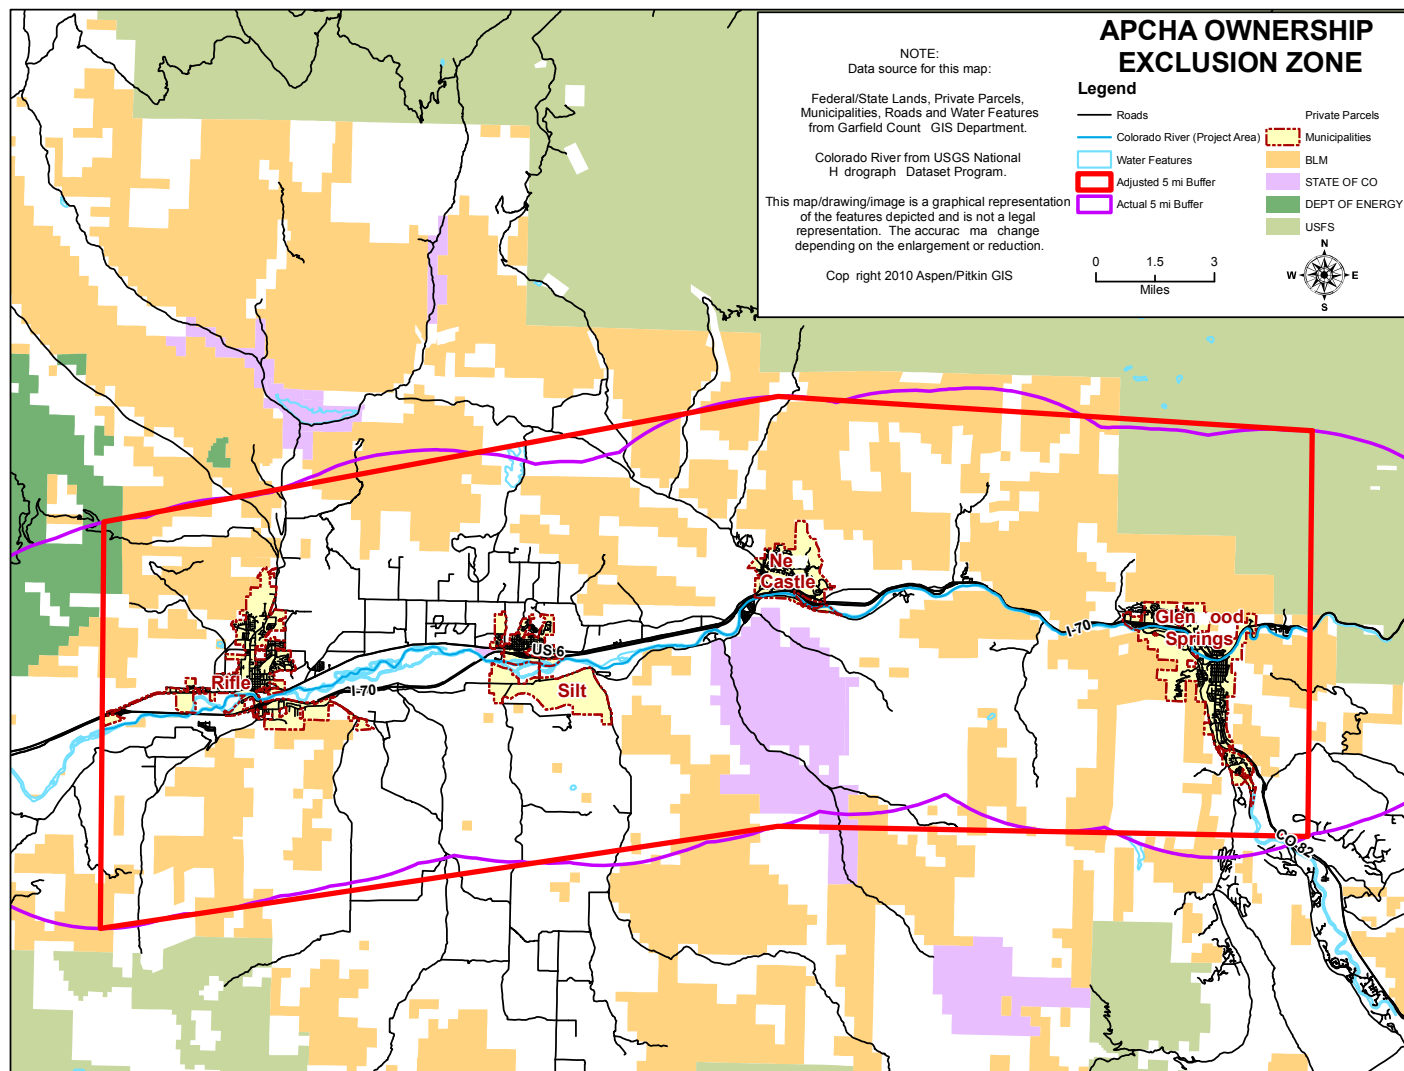 APCHA OWNERSHIP
EXCLUSION ZONE
NOTE:
Data source for this map:
Federal/State Lands, Private Parcels,
Municipalities, Roads and Water Features
from Garfield Count GIS Department.
Colorado River from USGS National
H drograph Dataset Program.
This map/drawing/image is a graphical representation
of the features depicted and is not a legal
representation. The accurac ma change
depending on the enlargement or reduction.
Cop right 2010 Aspen/Pitkin GIS
Legend
Roads
Colorado River (Project Area)
Water Features
Adjusted 5 mi Buffer
Actual 5 mi Buffer
Private Parcels
Municipalities
BLM
STATE OF CO
DEPT OF ENERGY
USFS
0 1.5 3
Miles
N
W E
S
Ne
Castle
Glen ood
Springs
I-70
US 6
Rifle
I-70
Silt
CO 82